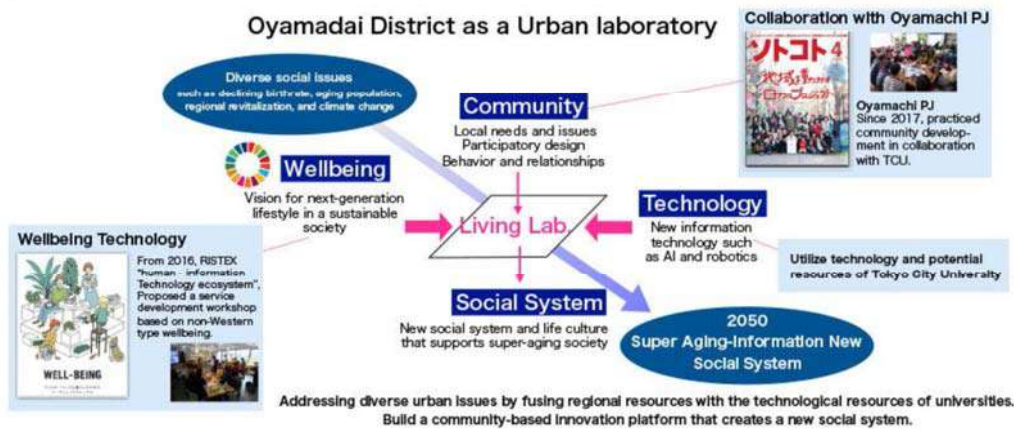 Oyamadai District as a Urban laboratory
Collaboration with Oyamachi PJ
ソトコト 4
Oyamachi PJ
Since 2017, practiced
community develop-
ment in collaboration
with TCU.
Diverse social issues
such as declining birthrate, aging population,
regional revitalization, and climate change
Community
Local needs and issues
Participatory design
Behavior and relationships
Wellbeing
Vision for next-generation
lifestyle in a sustainable
society
Living Lab.
Technology
New information
technology such
as AI and robotics
Utilize technology and potential
resources of Tokyo City University
Wellbeing Technology
From 2016, RISTEX
"human - information
Technology ecosystem",
Proposed a service
development workshop
based on non-Western
type wellbeing.
WELL-BEING
Social System
New social system and life culture
that supports super-aging society
2050
Super Aging-Information New
Social System
Addressing diverse urban issues by fusing regional resources with the technological resources of universities.
Build a community-based innovation platform that creates a new social system.